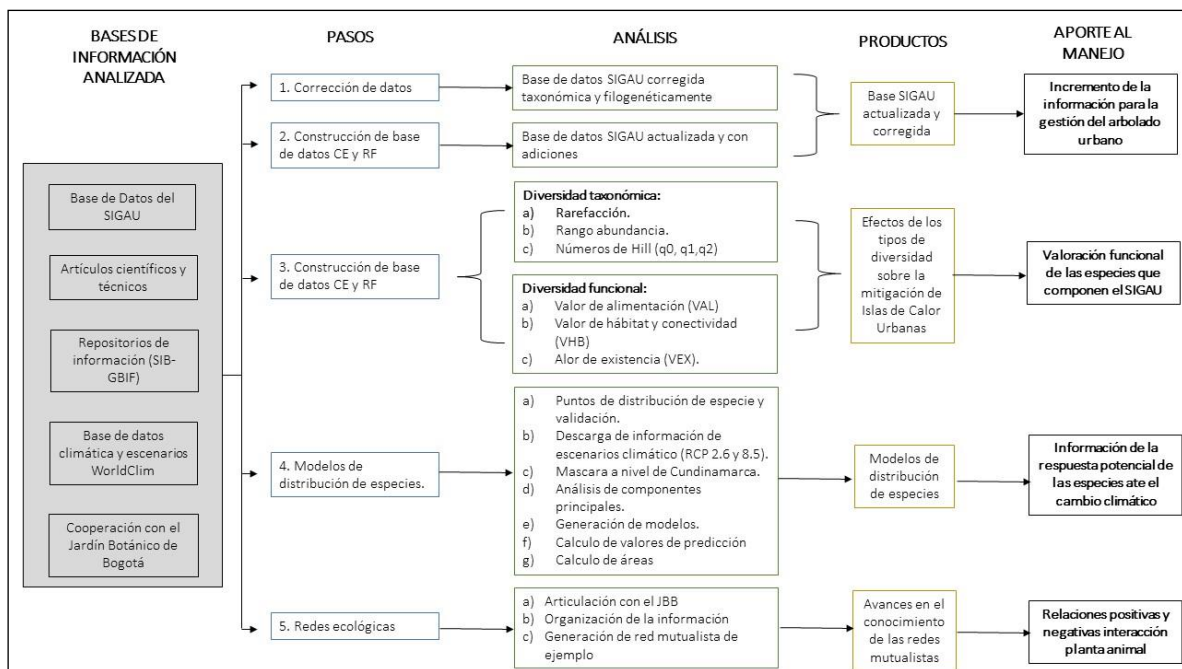 BASES DE
INFORMACIÓN
ANALIZADA
PASOS
ANÁLISIS
PRODUCTOS
APORTE AL
MANEJO
Base de Datos del
SIGAU
Artículos científicos y
técnicos
Repositorios de
información (SIB-
GBIF)
Base de datos
climática y escenarios
WorldClim
Cooperación con el
Jardín Botánico de
Bogotá
1. Corrección de datos
Base de datos SIGAU corregida
taxonómica y filogenéticamente
2. Construcción de base
de datos CE y RF
Base de datos SIGAU actualizada y con
adiciones
Base SIGAU
actualizada y
corregida
Incremento de la
información para la
gestión del arbolado
urbano
3. Construcción de base
de datos CE y RF
Diversidad taxonómica:
a) Rarefacción.
b) Rango abundancia.
c) Números de Hill (q0, q1,q2)
Diversidad funcional:
a) Valor de alimentación (VAL)
b) Valor de hábitat y conectividad
(VHB)
c) Alor de existencia (VEX).
Efectos de los
tipos de
diversidad
sobre la
mitigación de
Islas de Calor
Urbanas
Valoración funcional
de las especies que
componen el SIGAU
4. Modelos de
distribución de especies.
a) Puntos de distribución de especie y
validación.
b) Descarga de información de
escenarios climático (RCP 2.6 y 8.5).
c) Mascara a nivel de Cundinamarca.
d) Análisis de componentes
principales.
e) Generación de modelos.
f) Calculo de valores de predicción
g) Calculo de áreas
Modelos de
distribución
de especies
Información de la
respuesta potencial de
las especies ate el
cambio climático
5. Redes ecológicas
a) Articulación con el JBB
b) Organización de la información
c) Generación de red mutualista de
ejemplo
Avances en el
conocimiento
de las redes
mutualistas
Relaciones positivas y
negativas interacción
planta animal